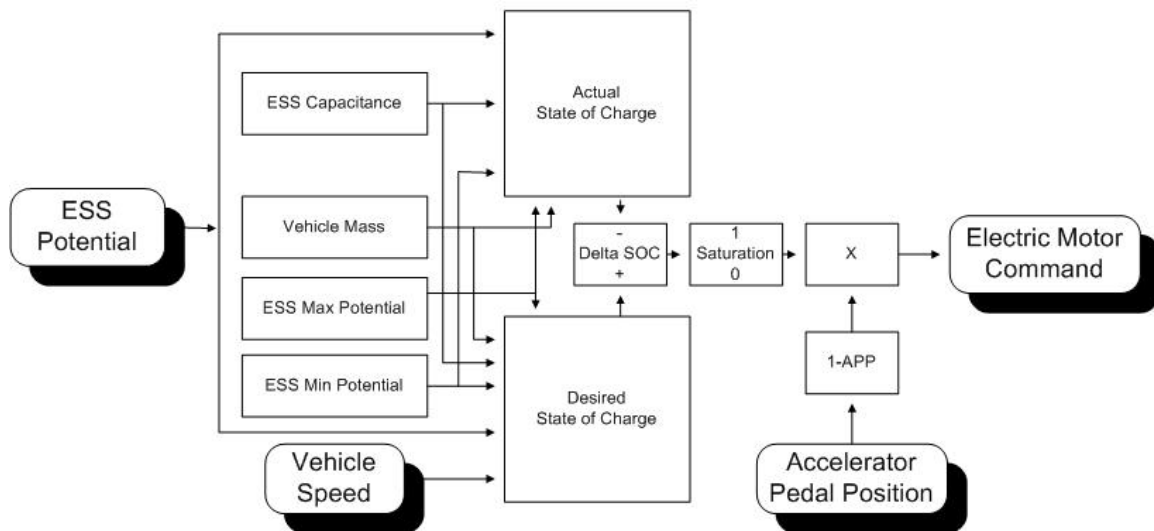 ESS Capacitance
Actual
State of Charge
ESS
Potential
Vehicle Mass
-
Delta SOC
+
1
Saturation
0
X
Electric Motor
Command
ESS Max Potential
ESS Min Potential
1-APP
Desired
State of Charge
Vehicle
Speed
Accelerator
Pedal Position